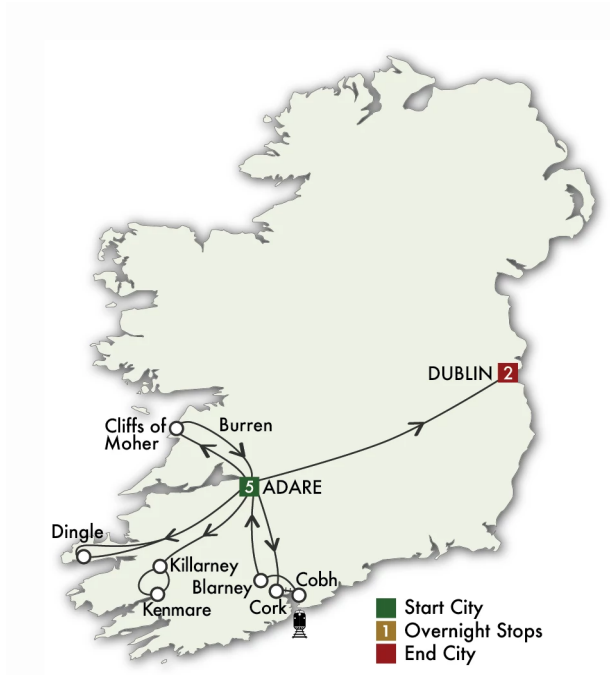 DUBLIN 2
Cliffs of
Moher
Burren
5 ADARE
Dingle
Killarney
Kenmare
Blarney
Cork
Cobh
Start City
1 Overnight Stops
End City